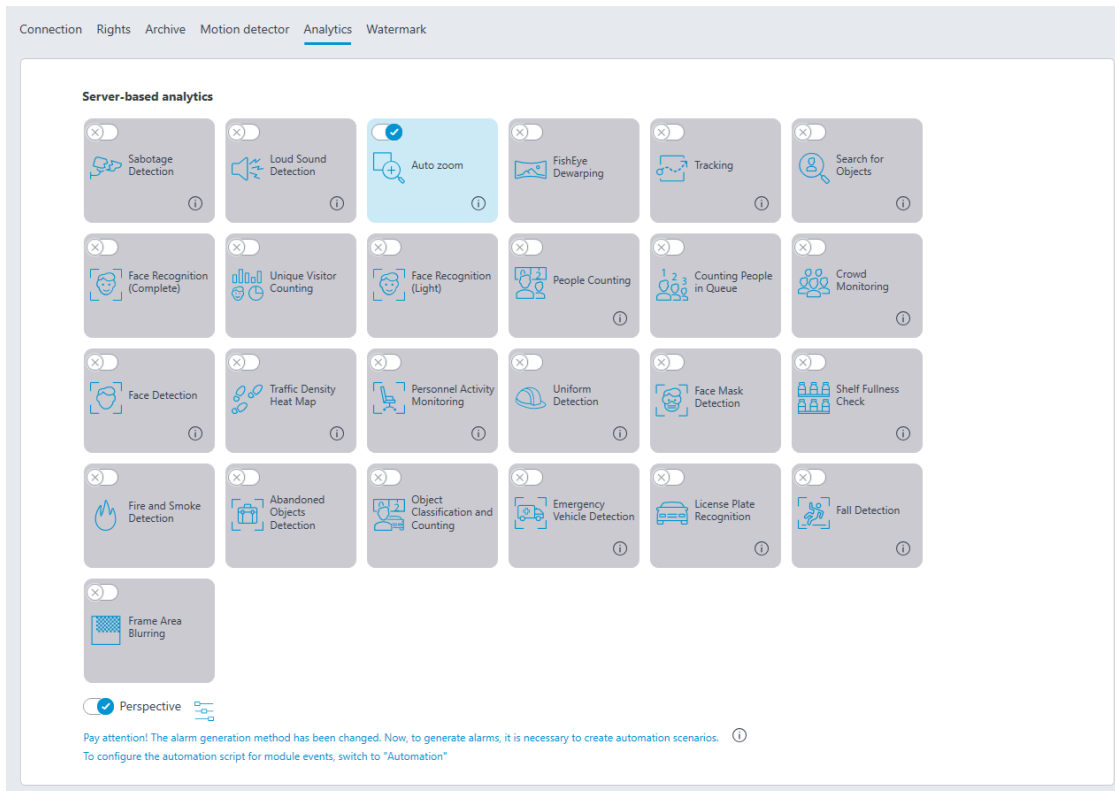 Connection Rights Archive Motion detector Analytics Watermark
Server-based analytics
Sabotage
Detection
Loud Sound
Detection
Auto zoom
FishEye
Dewarping
Tracking
Search for
Objects
Face Recognition
(Complete)
Unique Visitor
Counting
Face Recognition
(Light)
2
People Counting
1 2 3
Counting People
in Queue
Crowd
Monitoring
Face Detection
Traffic Density
Heat Map
Personnel Activity
Monitoring
Uniform
Detection
Face Mask
Detection
Shelf Fullness
Check
Fire and Smoke
Detection
Abandoned
Objects
Detection
2
Object
Classification and
Counting
Emergency
Vehicle Detection
License Plate
Recognition
Fall Detection
Frame Area
Blurring
Perspective
Pay attention! The alarm generation method has been changed. Now, to generate alarms, it is necessary to create automation scenarios.
To configure the automation script for module events, switch to "Automation"